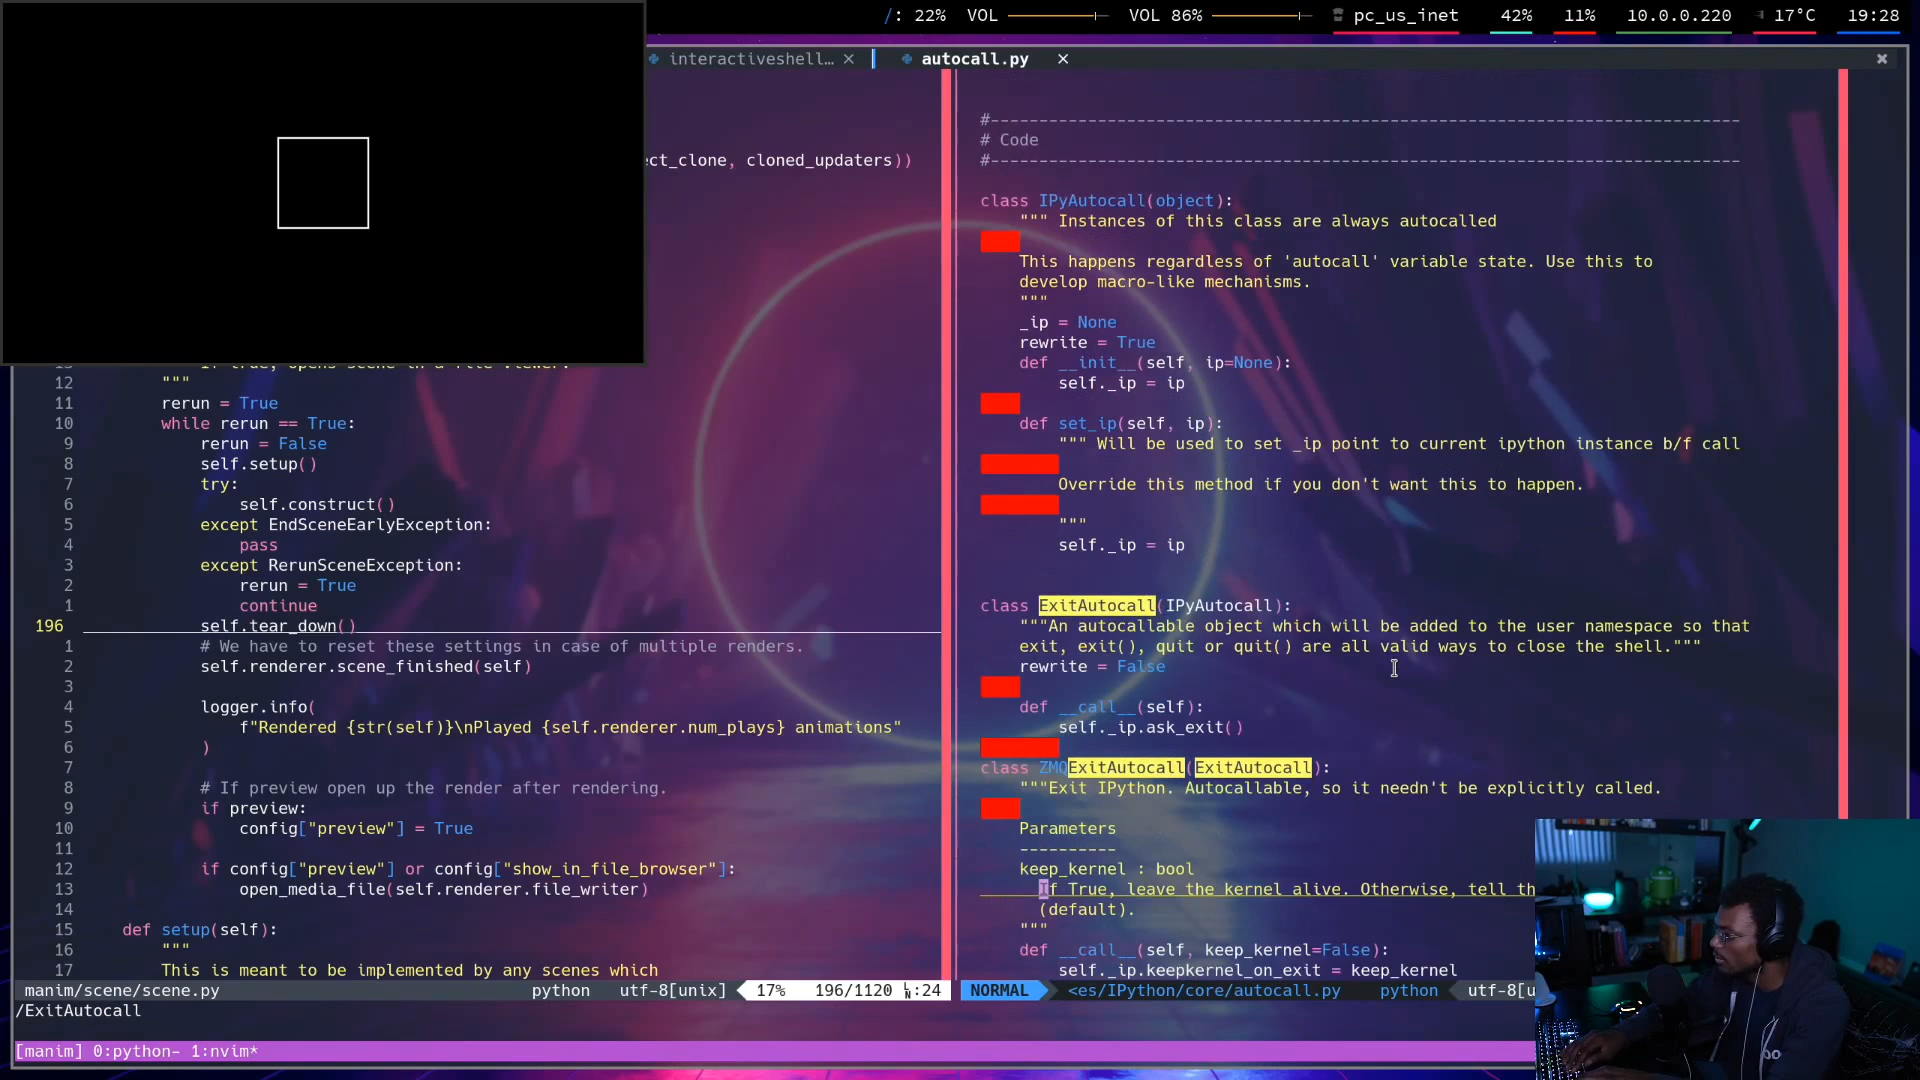 /: 22% VOL VOL 86% pc_us_inet 42% 11% 10.0.0.220 17°C 19:28
interactiveshell… × autocall.py ×
ect_clone, cloned_updaters))
12 """
11 rerun = True
10 while rerun == True:
9 rerun = False
8 self.setup()
7 try:
6 self.construct()
5 except EndSceneEarlyException:
4 pass
3 except RerunSceneException:
2 rerun = True
1 continue
196 self.tear_down()
1 # We have to reset these settings in case of multiple renders.
2 self.renderer.scene_finished(self)
3
4 logger.info(
5 f"Rendered {str(self)}\nPlayed {self.renderer.num_plays} animations"
6 )
7
8 # If preview open up the render after rendering.
9 if preview:
10 config["preview"] = True
11
12 if config["preview"] or config["show_in_file_browser"]:
13 open_media_file(self.renderer.file_writer)
14
15 def setup(self):
16 """
17 This is meant to be implemented by any scenes which
manim/scene/scene.py python utf-8[unix] 17% 196/1120 :24
#-----------------------------------------------------------------------------
# Code
#-----------------------------------------------------------------------------
class IPyAutocall(object):
""" Instances of this class are always autocalled
This happens regardless of 'autocall' variable state. Use this to
develop macro-like mechanisms.
"""
_ip = None
rewrite = True
def __init__(self, ip=None):
self._ip = ip
def set_ip(self, ip):
""" Will be used to set _ip point to current ipython instance b/f call
Override this method if you don't want this to happen.
"""
self._ip = ip
class ExitAutocall(IPyAutocall):
"""An autocallable object which will be added to the user namespace so that
exit, exit(), quit or quit() are all valid ways to close the shell."""
rewrite = False
def __call__(self):
self._ip.ask_exit()
class ZMQExitAutocall(ExitAutocall):
"""Exit IPython. Autocallable, so it needn't be explicitly called.
Parameters
----------
keep_kernel : bool
If True, leave the kernel alive. Otherwise, tell th
(default).
"""
def __call__(self, keep_kernel=False):
self._ip.keepkernel_on_exit = keep_kernel
NORMAL <es/IPython/core/autocall.py python utf-8[u
/ExitAutocall
[manim] 0:python- 1:nvim*